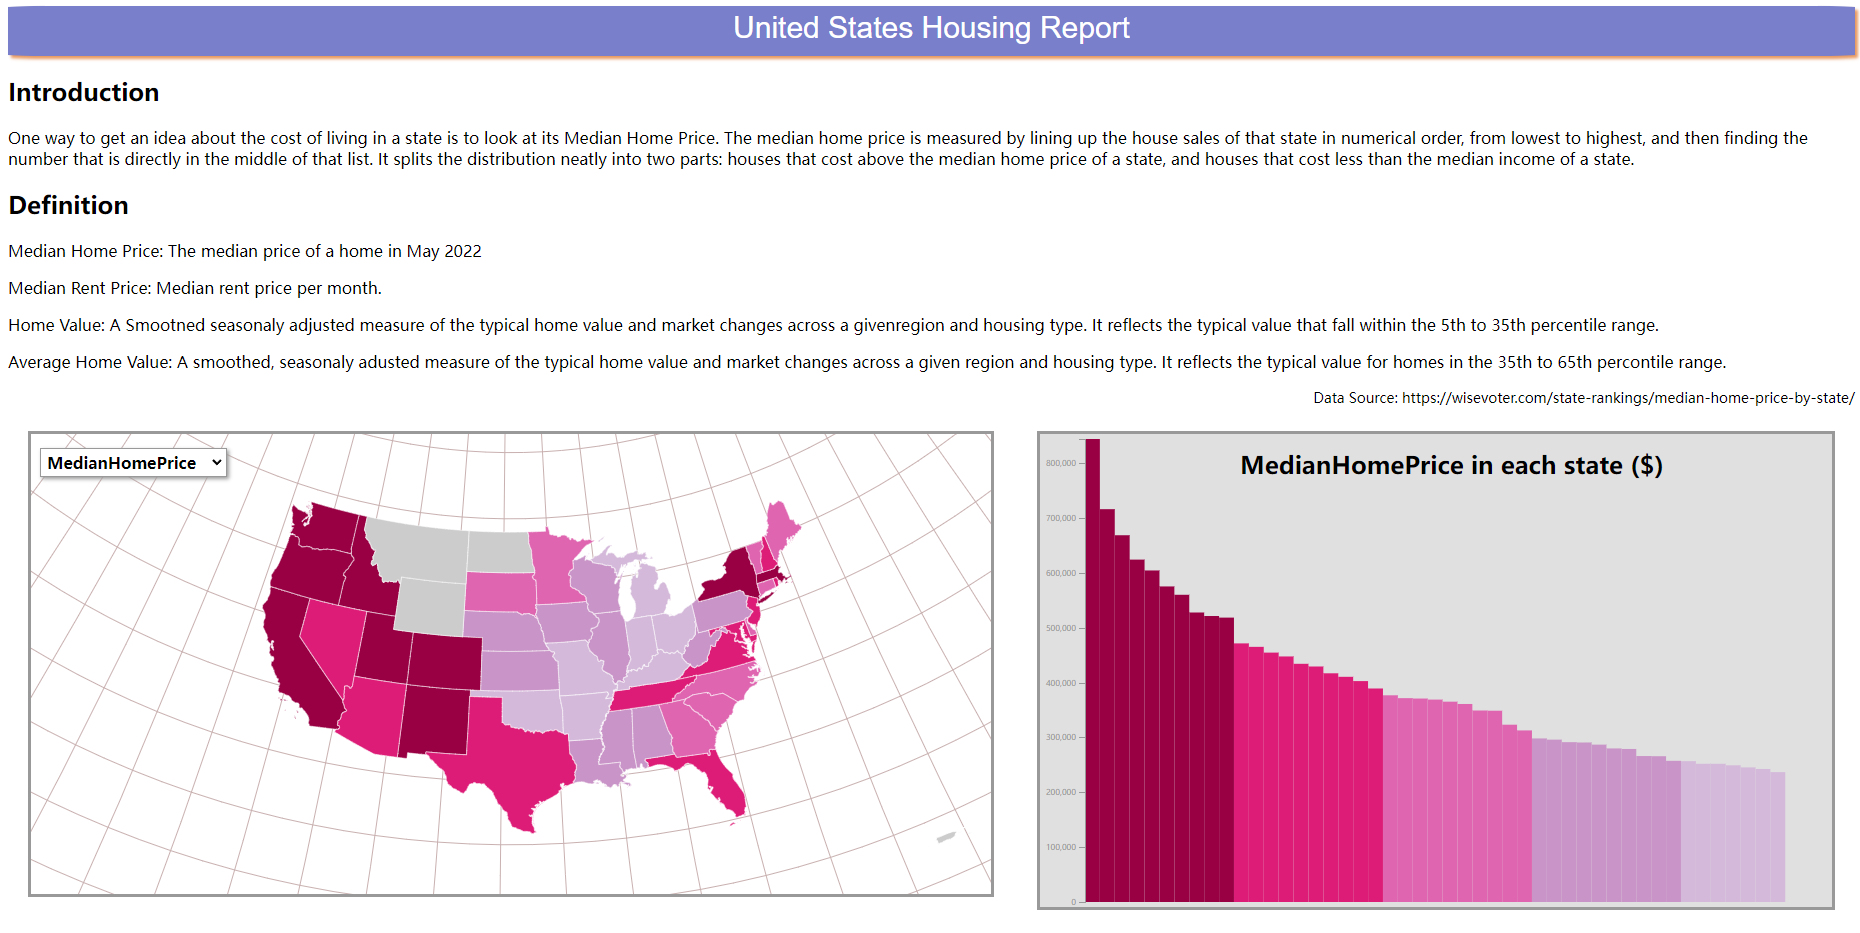 United States Housing Report
Introduction
One way to get an idea about the cost of living in a state is to look at its Median Home Price. The median home price is measured by lining up the house sales of that state in numerical order, from lowest to highest, and then finding the
number that is directly in the middle of that list. It splits the distribution neatly into two parts: houses that cost above the median home price of a state, and houses that cost less than the median income of a state.
Definition
Median Home Price: The median price of a home in May 2022
Median Rent Price: Median rent price per month.
Home Value: A Smootned seasonaly adjusted measure of the typical home value and market changes across a givenregion and housing type. It reflects the typical value that fall within the 5th to 35th percentile range.
Average Home Value: A smoothed, seasonaly adusted measure of the typical home value and market changes across a given region and housing type. It reflects the typical value for homes in the 35th to 65th percontile range.
Data Source: https://wisevoter.com/state-rankings/median-home-price-by-state/
MedianHomePrice
MedianHomePrice in each state ($)
800,000
700,000
600,000
500,000
400,000
300,000
200,000
100,000
0